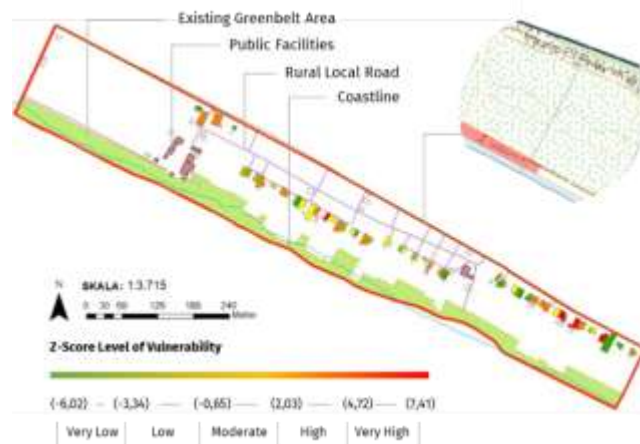 Existing Greenbelt Area
Public Facilities
Rural Local Road
Coastline
N
SKALA: 1:3.715
0 30 60 120 180 240
Meter
Z-Score Level of Vulnerability
(-6,02) – (-3,34) — (-0,65) — (2,03) — (4,72) — (7,41)
Very Low Low Moderate High Very High